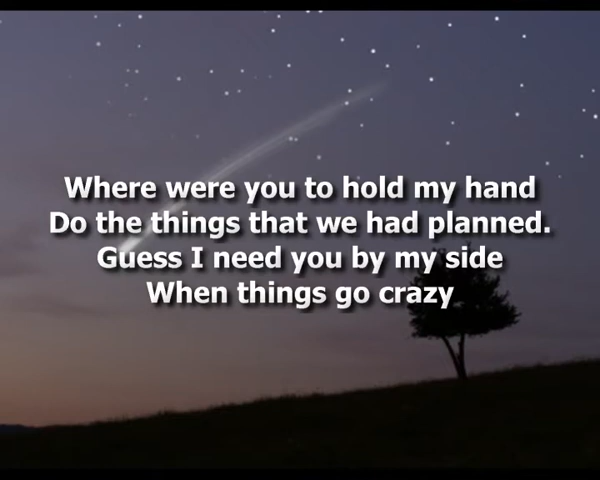 Where were you to hold my hand
Do the things that we had planned.
Guess I need you by my side
When things go crazy